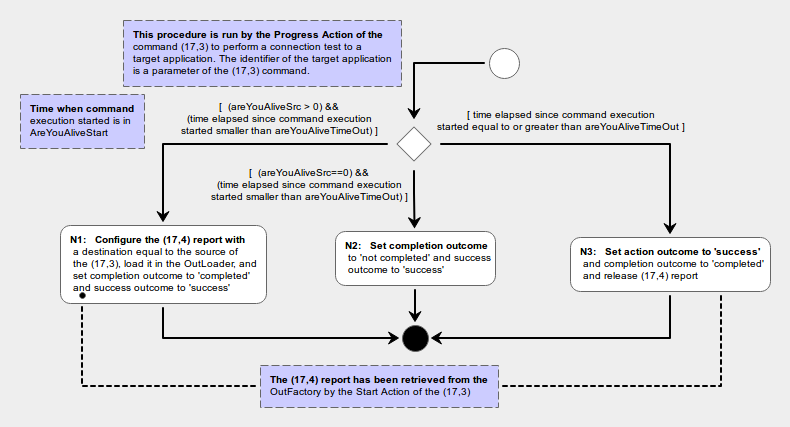 This procedure is run by the Progress Action of the
command (17,3) to perform a connection test to a
target application. The identifier of the target application
is a parameter of the (17,3) command.
Time when command
execution started is in
AreYouAliveStart
[ (areYouAliveSrc > 0) &&
(time elapsed since command execution
started smaller than areYouAliveTimeOut) ]
[ time elapsed since command execution
started equal to or greater than areYouAliveTimeOut ]
[ (areYouAliveSrc==0) &&
(time elapsed since command execution
started smaller than areYouAliveTimeOut) ]
N1: Configure the (17,4) report with
a destination equal to the source of
the (17,3), load it in the OutLoader, and
set completion outcome to 'completed'
and success outcome to 'success'
N2: Set completion outcome
to 'not completed' and success
outcome to 'success'
N3: Set action outcome to 'success'
and completion outcome to 'completed'
and release (17,4) report
The (17,4) report has been retrieved from the
OutFactory by the Start Action of the (17,3)